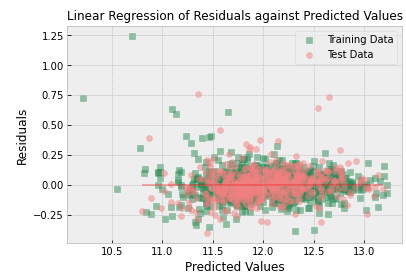 Linear Regression of Residuals against Predicted Values
Training Data
Test Data
Residuals
1.25
1.00
0.75
0.50
0.25
0.00
−0.25
10.5 11.0 11.5 12.0 12.5 13.0
Predicted Values